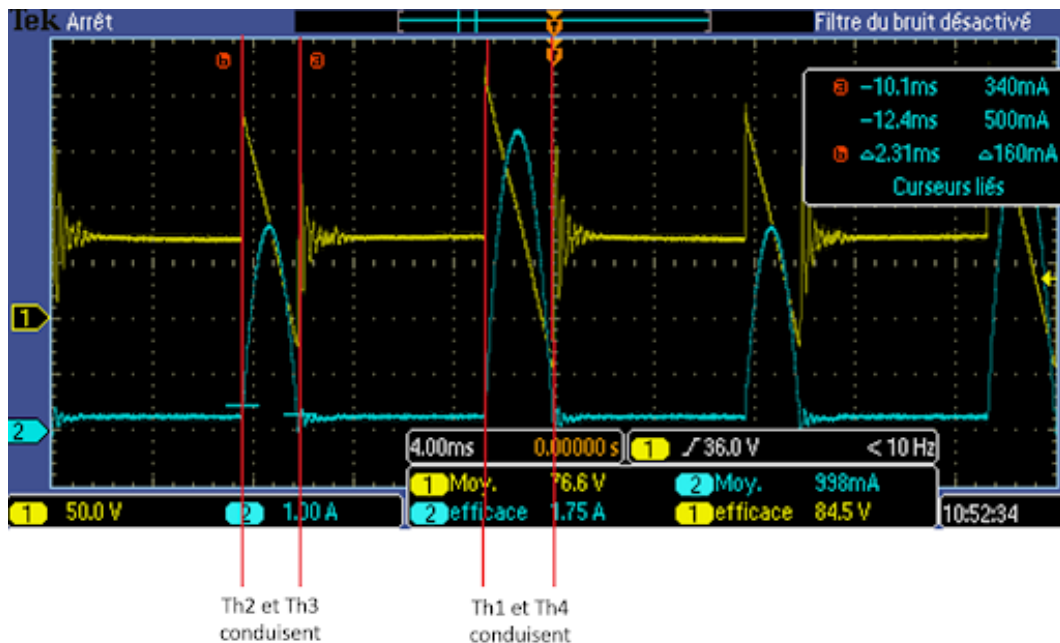 Tek Arrêt Filtre du bruit désactivé
T
T
b a
a -10.1ms 340mA
-12.4ms 500mA
b △2.31ms △160mA
Curseurs liés
1
2
4.00ms 0.00000 s 1 36.0 V < 10 Hz
1 Moy. 76.6 V 2 Moy. 998mA
1 50.0 V 2 1.00 A 2 efficace 1.75 A 1 efficace 84.5 V 10:52:34
Th2 et Th3 Th1 et Th4
conduisent conduisent